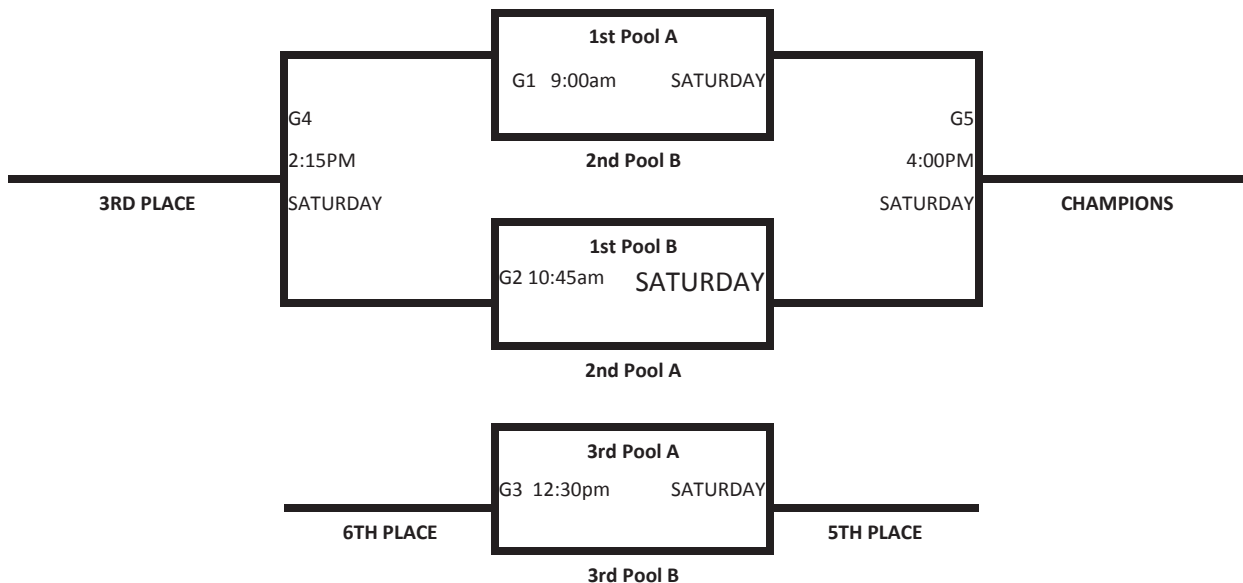 1st Pool A
G1 9:00am SATURDAY
G4
G5
2:15PM
2nd Pool B
4:00PM
3RD PLACE
SATURDAY
SATURDAY
CHAMPIONS
1st Pool B
G2 10:45am SATURDAY
2nd Pool A
3rd Pool A
G3 12:30pm SATURDAY
6TH PLACE
5TH PLACE
3rd Pool B